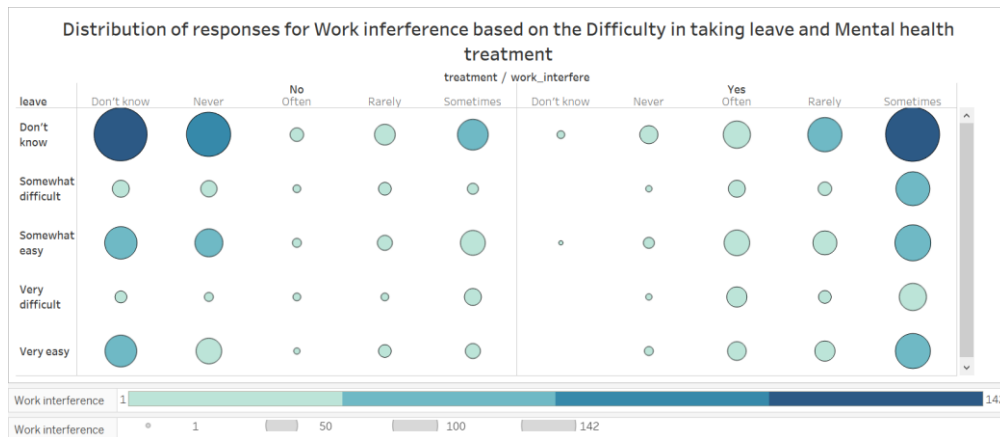 Distribution of responses for Work inferference based on the Difficulty in taking leave and Mental health
treatment
treatment / work_interfere
No Yes
leave Don't know Never Often Rarely Sometimes Don't know Never Often Rarely Sometimes
Don't
know
Somewhat
difficult
Somewhat
easy
Very
difficult
Very easy
Work interference 1
Work interference 1 50 100 142